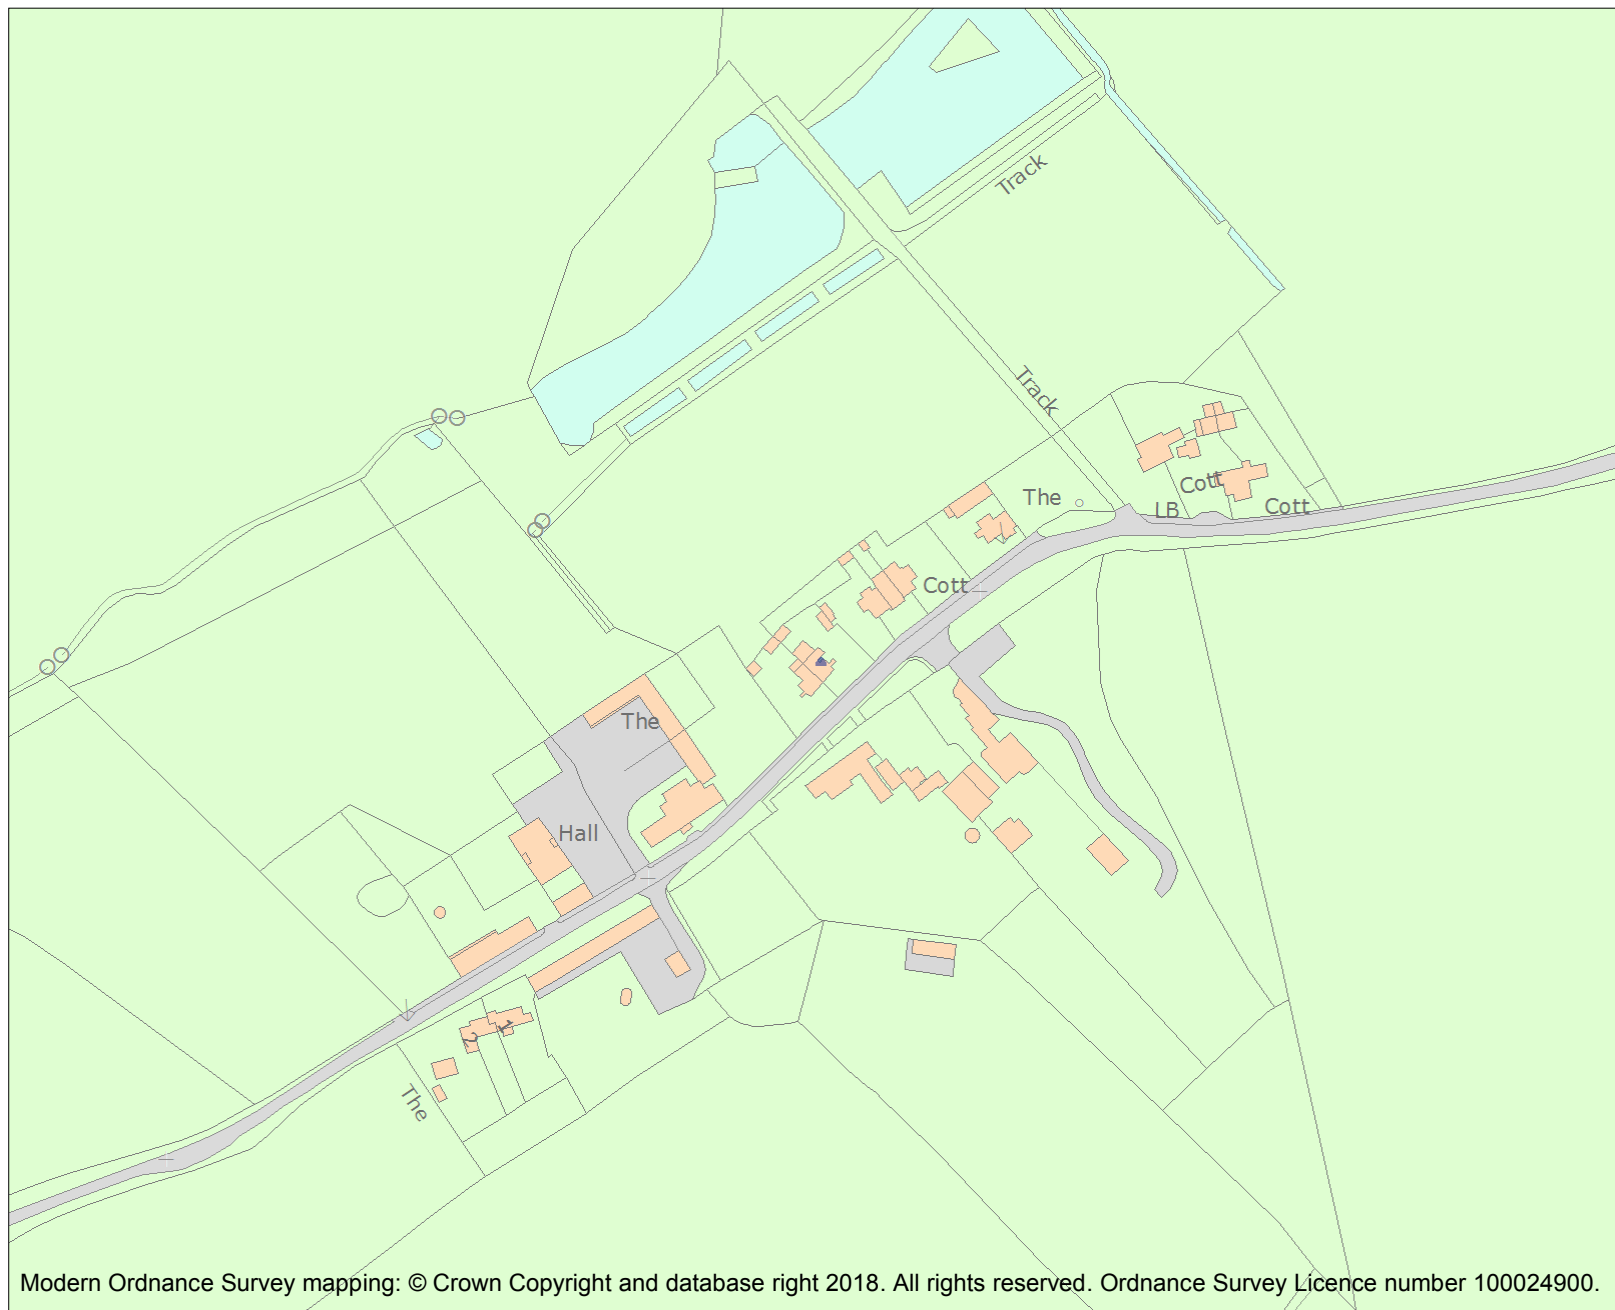 Track
Track
Cott
The
LB
Cott
Cott
The
Hall
1
2
The
Modern Ordnance Survey mapping: © Crown Copyright and database right 2018. All rights reserved. Ordnance Survey Licence number 100024900.